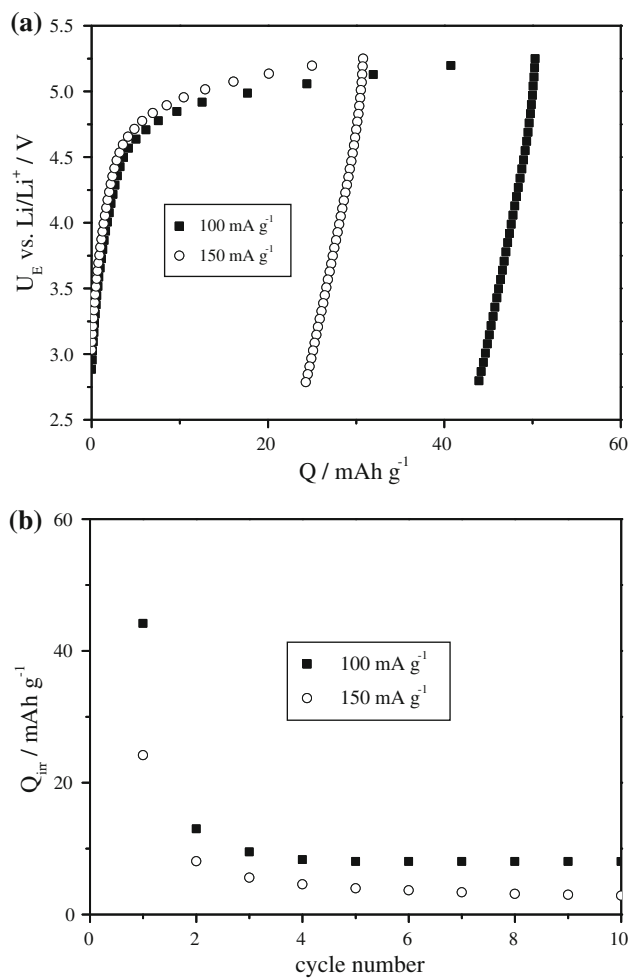 (a)
5.5
5.0
4.5
4.0
3.5
3.0
2.5
U_E vs. Li/Li⁺ / V
100 mA g⁻¹
150 mA g⁻¹
0 20 40 60
Q / mAh g⁻¹
(b)
60
40
20
0
Q_irr / mAh g⁻¹
100 mA g⁻¹
150 mA g⁻¹
0 2 4 6 8 10
cycle number